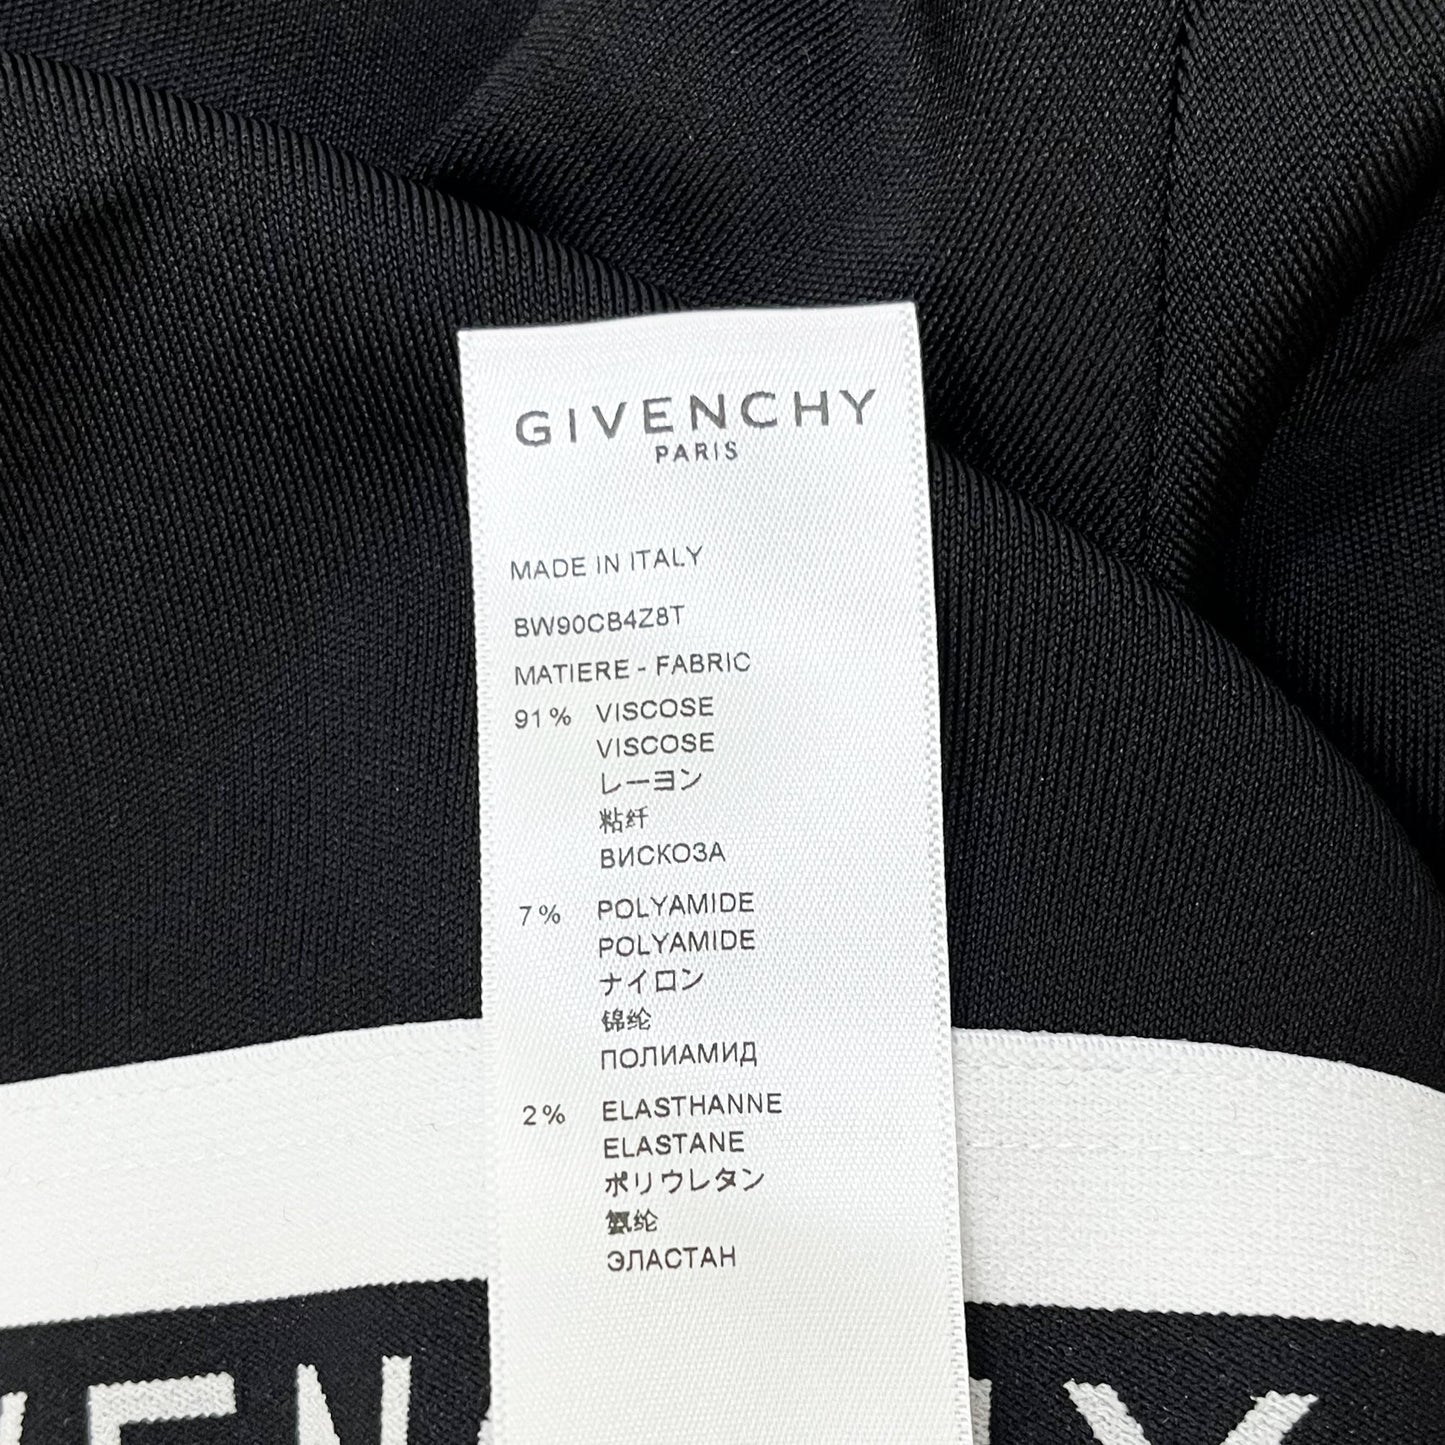 GIVENCHY
PARIS
MADE IN ITALY
BW90CB4Z8T
MATIERE - FABRIC
91% VISCOSE
VISCOSE
レーヨン
粘纤
ВИСКОЗА
7% POLYAMIDE
POLYAMIDE
ナイロン
锦纶
ПОЛИАМИД
2% ELASTHANNE
ELASTANE
ポリウレタン
氨纶
ЭЛАСТАН